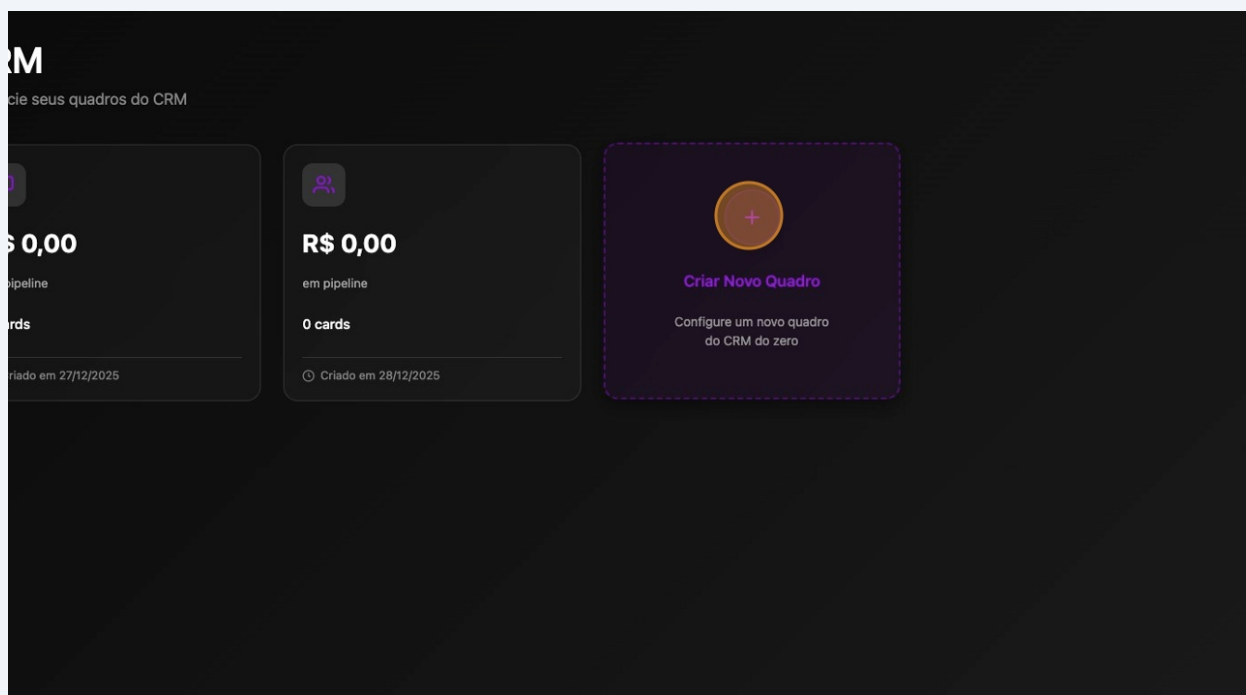 RM
cie seus quadros do CRM
$ 0,00
pipeline
ards
riado em 27/12/2025
R$ 0,00
em pipeline
0 cards
Criado em 28/12/2025
+
Criar Novo Quadro
Configure um novo quadro
do CRM do zero